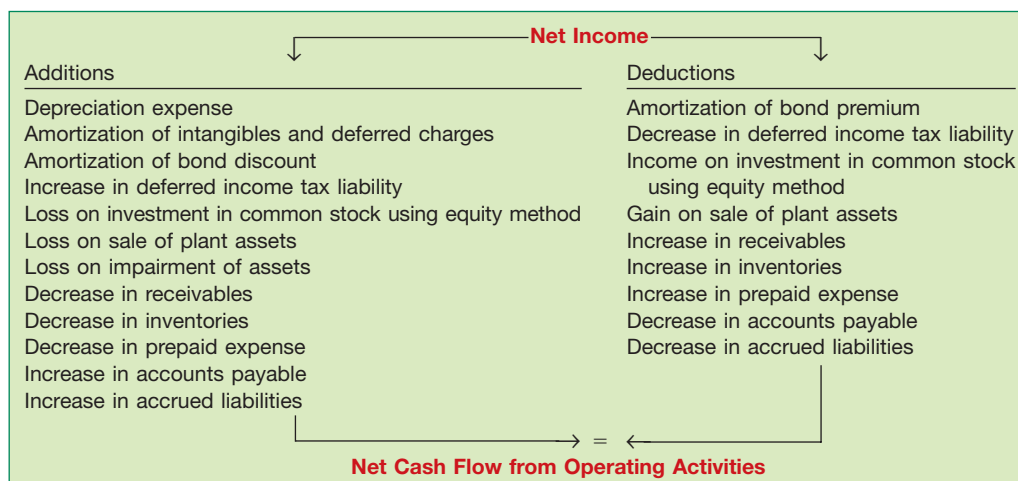 Net Income
Additions
Depreciation expense
Amortization of intangibles and deferred charges
Amortization of bond discount
Increase in deferred income tax liability
Loss on investment in common stock using equity method
Loss on sale of plant assets
Loss on impairment of assets
Decrease in receivables
Decrease in inventories
Decrease in prepaid expense
Increase in accounts payable
Increase in accrued liabilities
Deductions
Amortization of bond premium
Decrease in deferred income tax liability
Income on investment in common stock
using equity method
Gain on sale of plant assets
Increase in receivables
Increase in inventories
Increase in prepaid expense
Decrease in accounts payable
Decrease in accrued liabilities
=
Net Cash Flow from Operating Activities